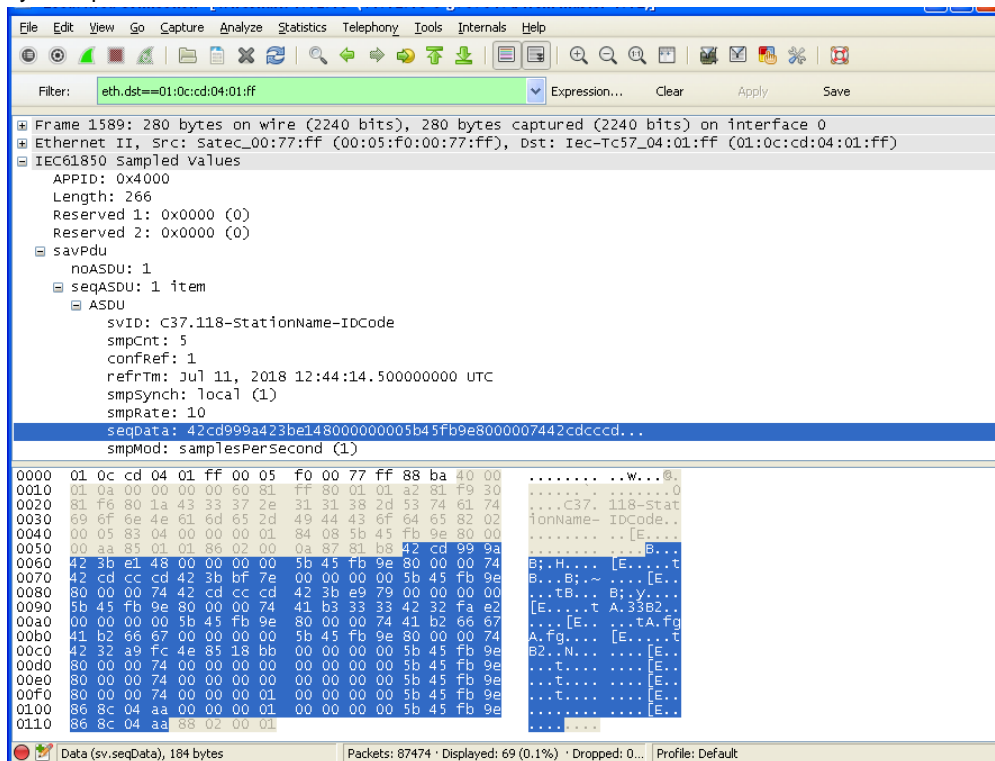 File Edit View Go Capture Analyze Statistics Telephony Tools Internals Help
Filter: eth.dst==01:0c:cd:04:01:ff Expression... Clear Apply Save
Frame 1589: 280 bytes on wire (2240 bits), 280 bytes captured (2240 bits) on interface 0
Ethernet II, Src: Satec_00:77:ff (00:05:f0:00:77:ff), Dst: Iec-Tc57_04:01:ff (01:0c:cd:04:01:ff)
IEC61850 Sampled Values
APPID: 0x4000
Length: 266
Reserved 1: 0x0000 (0)
Reserved 2: 0x0000 (0)
savPdu
noASDU: 1
seqASDU: 1 item
ASDU
svID: C37.118-StationName-IDCode
smpCnt: 5
confRef: 1
refrTm: Jul 11, 2018 12:44:14.500000000 UTC
smpSynch: local (1)
smpRate: 10
seqData: 42cd999a423be148000000005b45fb9e8000007442cdcccd...
smpMod: samplesPerSecond (1)
0000 01 0c cd 04 01 ff 00 05 f0 00 77 ff 88 ba 40 00 ........ ..w...@.
0010 01 0a 00 00 00 00 60 81 ff 80 01 01 a2 81 f9 30 ......`. .......0
0020 81 f6 80 1a 43 33 37 2e 31 31 38 2d 53 74 61 74 ....C37. 118-Stat
0030 69 6f 6e 4e 61 6d 65 2d 49 44 43 6f 64 65 82 02 ionName- IDCode..
0040 00 05 83 04 00 00 00 01 84 08 5b 45 fb 9e 80 00 ........ ..[E....
0050 00 aa 85 01 01 86 02 00 0a 87 81 b8 42 cd 99 9a ........ ....B...
0060 42 3b e1 48 00 00 00 00 5b 45 fb 9e 80 00 00 74 B;.H.... [E.....t
0070 42 cd cc cd 42 3b bf 7e 00 00 00 00 5b 45 fb 9e B...B;.~ ....[E..
0080 80 00 00 74 42 cd cc cd 42 3b e9 79 00 00 00 00 ...tB... B;.y....
0090 5b 45 fb 9e 80 00 00 74 41 b3 33 33 42 32 fa e2 [E.....t A.33B2..
00a0 00 00 00 00 5b 45 fb 9e 80 00 00 74 41 b2 66 67 ....[E.. ...tA.fg
00b0 41 b2 66 67 00 00 00 00 5b 45 fb 9e 80 00 00 74 A.fg.... [E.....t
00c0 42 32 a9 fc 4e 85 18 bb 00 00 00 00 5b 45 fb 9e B2..N... ....[E..
00d0 80 00 00 74 00 00 00 00 00 00 00 00 5b 45 fb 9e ...t.... ....[E..
00e0 80 00 00 74 00 00 00 00 00 00 00 00 5b 45 fb 9e ...t.... ....[E..
00f0 80 00 00 74 00 00 00 01 00 00 00 00 5b 45 fb 9e ...t.... ....[E..
0100 86 8c 04 aa 00 00 00 01 00 00 00 00 5b 45 fb 9e ........ ....[E..
0110 86 8c 04 aa 88 02 00 01 ........
Data (sv.seqData), 184 bytes Packets: 87474 · Displayed: 69 (0.1%) · Dropped: 0... Profile: Default